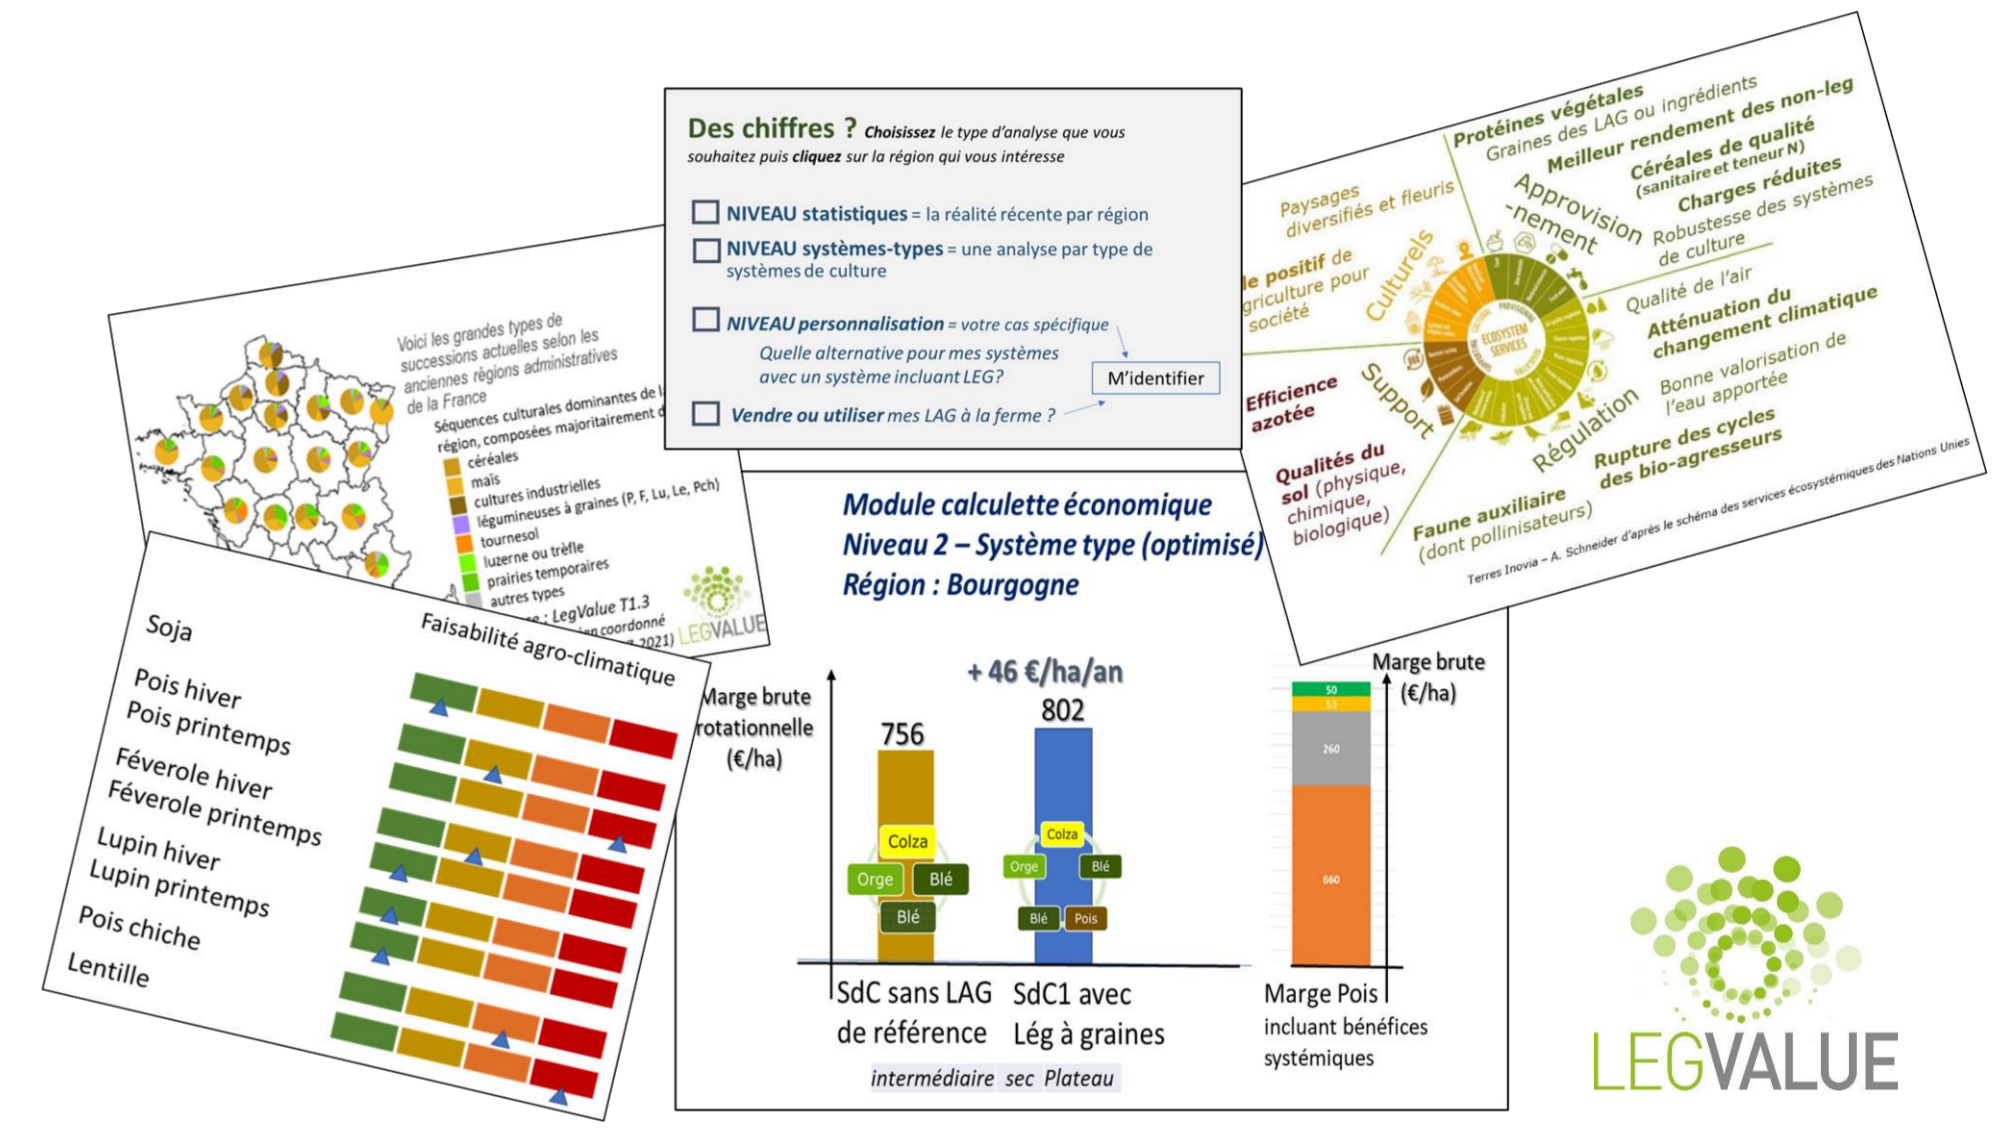 Des chiffres ? Choisissez le type d'analyse que vous
souhaitez puis cliquez sur la région qui vous intéresse
NIVEAU statistiques = la réalité récente par région
NIVEAU systèmes-types = une analyse par type de
systèmes de culture
NIVEAU personnalisation = votre cas spécifique
Quelle alternative pour mes systèmes
avec un système incluant LEG?
M'identifier
Vendre ou utiliser mes LAG à la ferme ?
Voici les grandes types de
successions actuelles selon les
anciennes règions administratives
de la France
Séquences culturales dominantes de
région, composées majoritairement
céréales
maïs
cultures industrielles
légumineuses à graines (P, F, Lu, Le, Pch)
tournesol
luzerne ou trèfle
prairies temporaires
autres types
: LegValue T1.3
coordonné
2021)
LEGVALUE
Protéines végétales
Graines des LAG ou ingrédients
Meilleur rendement des non-leg
Céréales de qualité
(sanitaire et teneur N)
Charges réduites
Robustesse des systèmes
de culture
Approvision
-nement
Paysages
diversifiés et fleuris
le positif de
griculture pour
société
Culturels
ECOSYSTEM
SERVICES
Qualité de l'air
Atténuation du
changement climatique
Bonne valorisation de
l'eau apportée
Rupture des cycles
des bio-agresseurs
Régulation
Faune auxiliaire
(dont pollinisateurs)
Support
Efficience
azotée
Qualités du
sol (physique,
chimique,
biologique)
Terres Inovia – A. Schneider d'après le schéma des services écosystémiques des Nations Unies
Faisabilité agro-climatique
Soja
Pois hiver
Pois printemps
Féverole hiver
Féverole printemps
Lupin hiver
Lupin printemps
Pois chiche
Lentille
Module calculette économique
Niveau 2 – Système type (optimisé)
Région : Bourgogne
Marge brute
rotationnelle
(€/ha)
+ 46 €/ha/an
756
802
Colza
Orge
Blé
Blé
Colza
Orge
Blé
Blé
Pois
SdC sans LAG
de référence
SdC1 avec
Lég à graines
intermédiaire sec Plateau
Marge brute
(€/ha)
50
53
260
660
Marge Pois
incluant bénéfices
systémiques
LEGVALUE